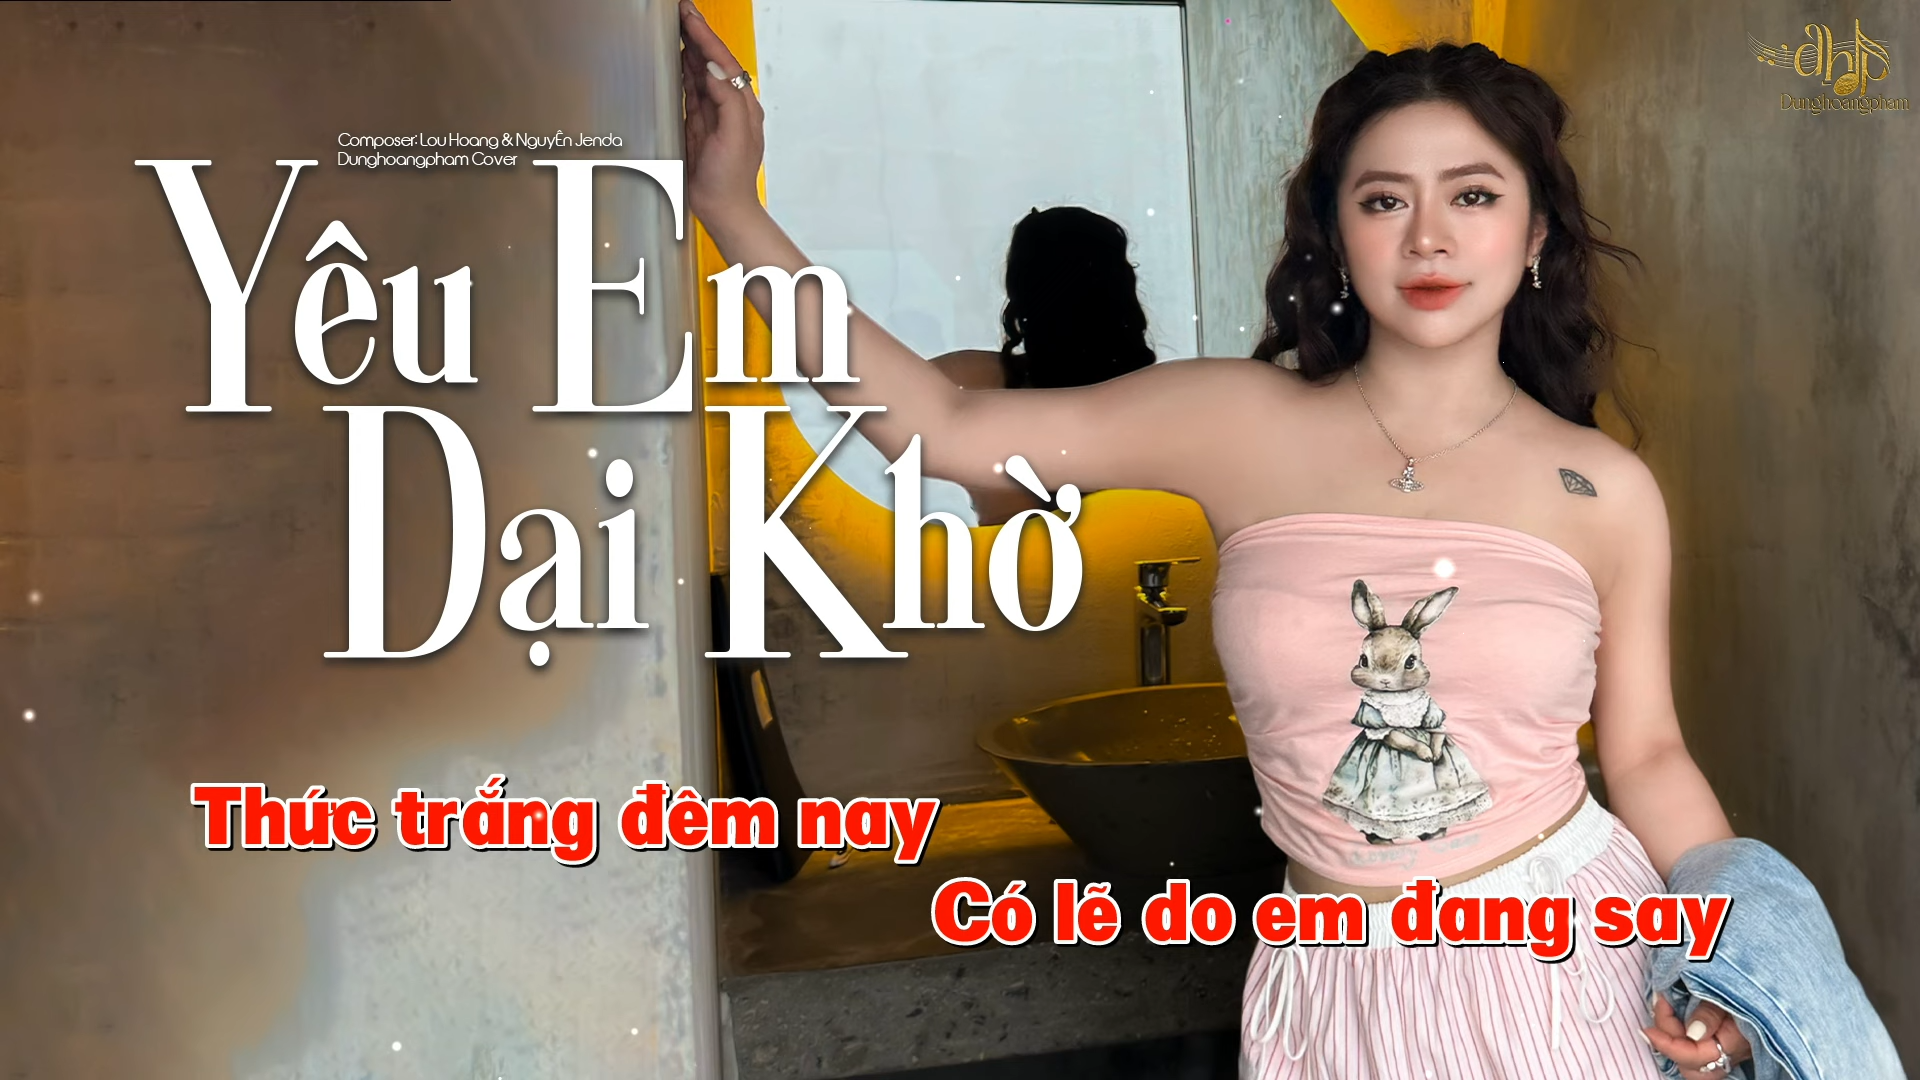 Dunghoangpham
Composer: Lou Hoang & NguyỄn Jenda
Dunghoangpham Cover
Yêu Em
Dại Khờ
Thức trắng đêm nay
Có lẽ do em đang say